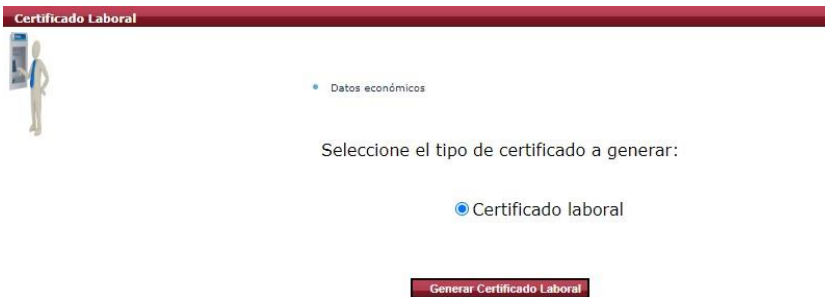 Certificado Laboral
Datos económicos
Seleccione el tipo de certificado a generar:
Certificado laboral
Generar Certificado Laboral